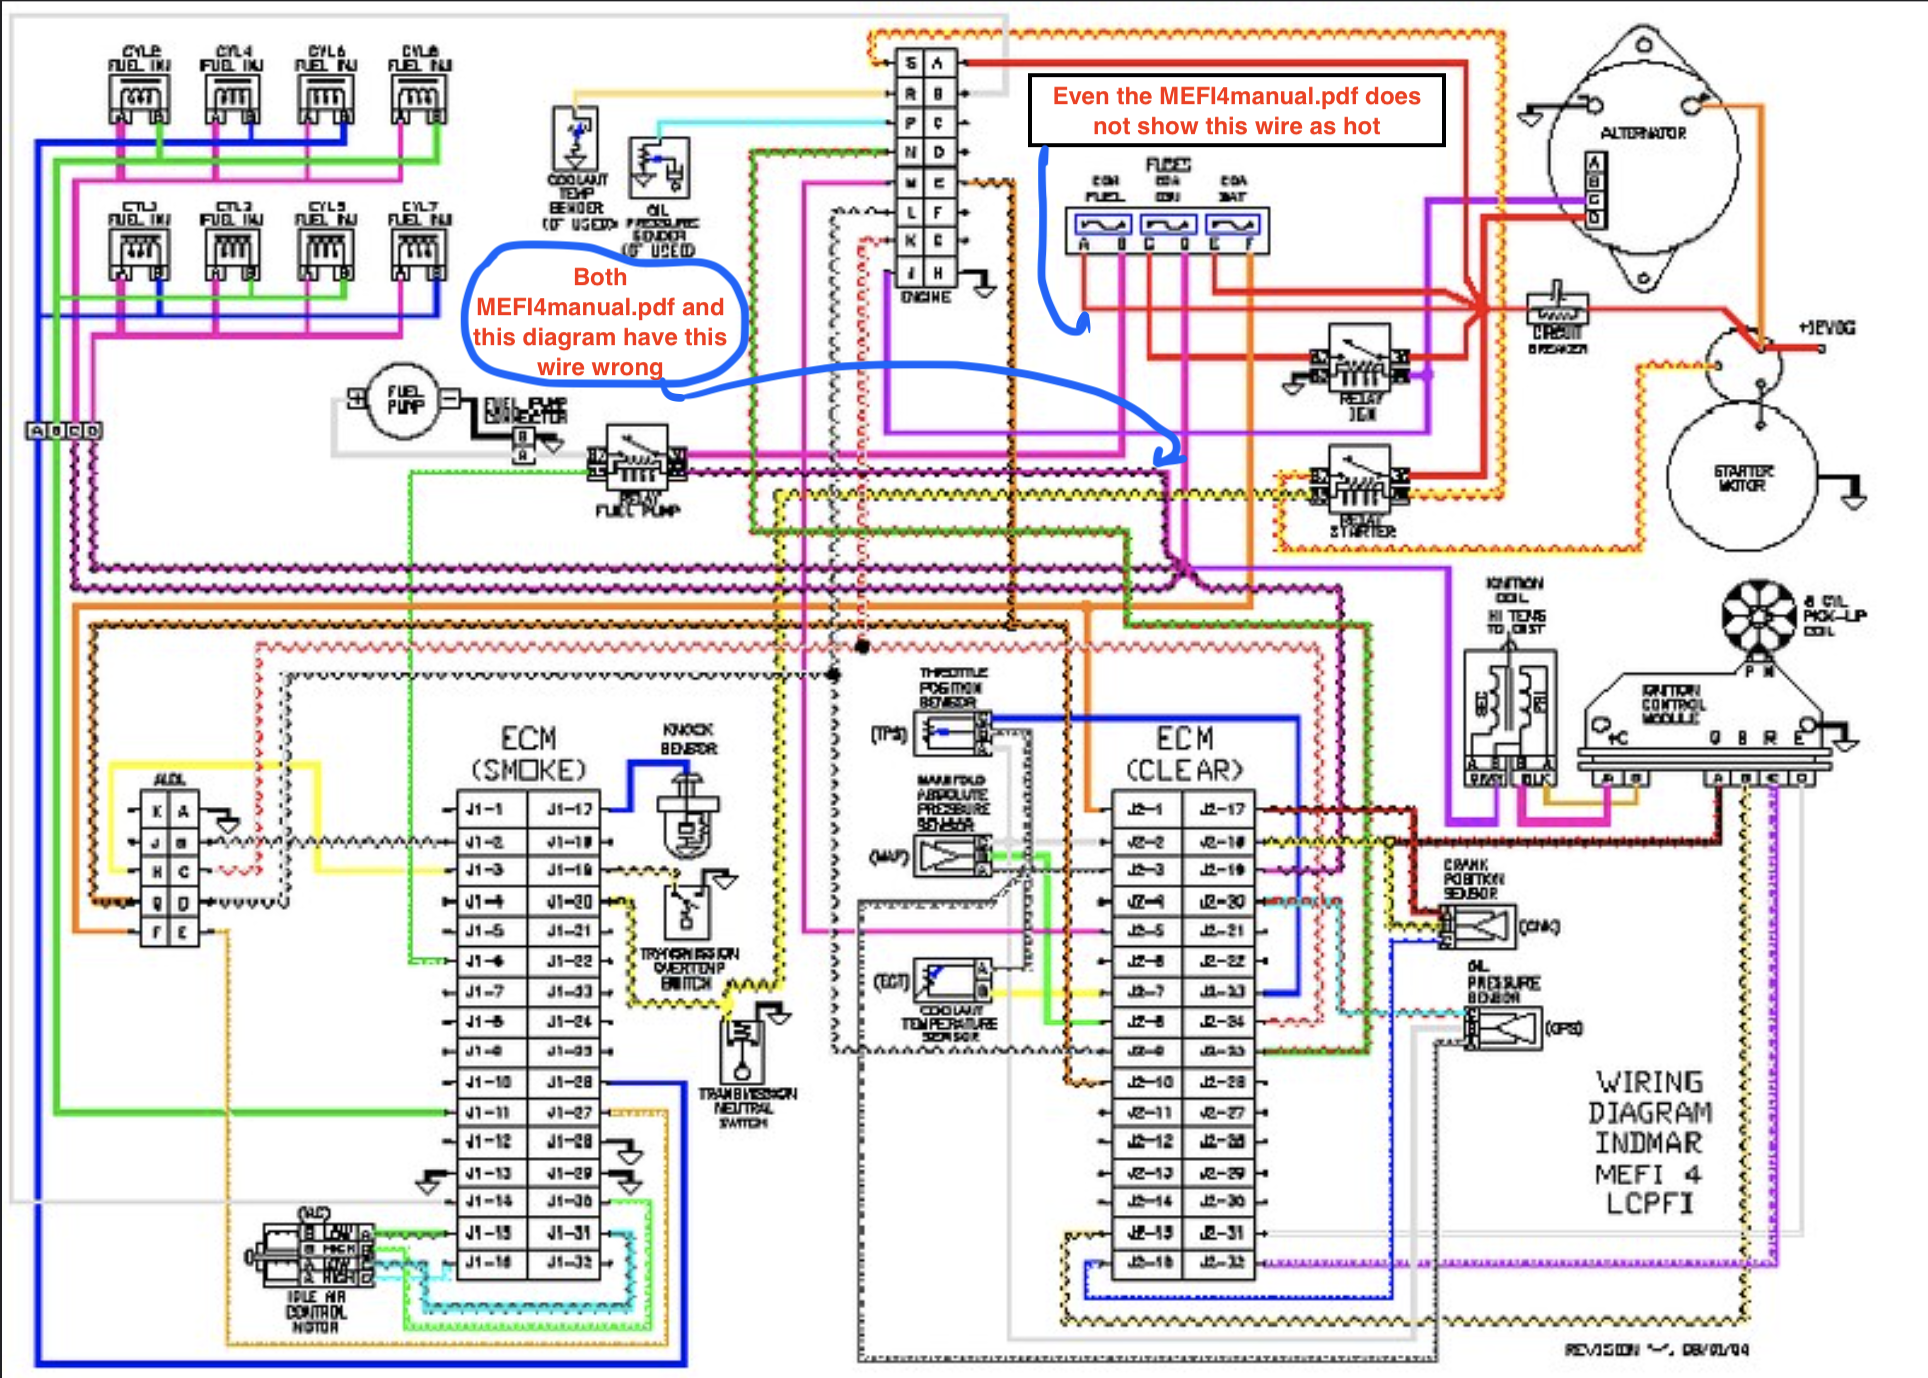 CYL2
FUEL INJ
CYL4
FUEL INJ
CYL6
FUEL INJ
CYL8
FUEL INJ
A B
A B
A B
A B
CYL1
FUEL INJ
CYL3
FUEL INJ
CYL5
FUEL INJ
CYL7
FUEL INJ
A B
A B
A B
A B
COOLANT
TEMP
SENDER
(IF USED)
OIL
PRESSURE
SENDER
(IF USED)
S A
R B
P C
N D
M E
L F
K G
J H
ENGINE
Even the MEFI4manual.pdf does
not show this wire as hot
FUSES
FUEL
IGN
BAT
A B C D E F
ALTERNATOR
A
B
C
D
CIRCUIT
BREAKER
+12VDC
Both
MEFI4manual.pdf and
this diagram have this
wire wrong
RELAY
IGN
FUEL
PUMP
+
-
FUEL PUMP
CONNECTOR
B
A
A B C D
RELAY
FUEL PUMP
RELAY
STARTER
STARTER
MOTOR
IGNITION
COIL
HI TENS
TO DIST
SEC
PRI
A B B A
GRAY BLK
8 CYL
PICK-UP
COIL
P N
IGNITION
CONTROL
MODULE
+C
G B R E
A B
A B C D
ECM
(SMOKE)
KNOCK
SENSOR
THROTTLE
POSITION
SENSOR
(TPS)
ECM
(CLEAR)
MANIFOLD
ABSOLUTE
PRESSURE
SENSOR
(MAP)
ALDL
K A
J B
H C
G D
F E
J1-1 J1-17
J1-2 J1-18
J1-3 J1-19
J1-4 J1-20
J1-5 J1-21
J1-6 J1-22
J1-7 J1-23
J1-8 J1-24
J1-9 J1-25
J1-10 J1-26
J1-11 J1-27
J1-12 J1-28
J1-13 J1-29
J1-14 J1-30
J1-15 J1-31
J1-16 J1-32
TRANSMISSION
OVERTEMP
SWITCH
TRANSMISSION
NEUTRAL
SWITCH
(ECT)
A
B
COOLANT
TEMPERATURE
SENSOR
J2-1 J2-17
J2-2 J2-18
J2-3 J2-19
J2-4 J2-20
J2-5 J2-21
J2-6 J2-22
J2-7 J2-23
J2-8 J2-24
J2-9 J2-25
J2-10 J2-26
J2-11 J2-27
J2-12 J2-28
J2-13 J2-29
J2-14 J2-30
J2-15 J2-31
J2-16 J2-32
CRANK
POSITION
SENSOR
(CNK)
OIL
PRESSURE
SENSOR
(OPS)
(IAC)
IDLE AIR
CONTROL
MOTOR
WIRING
DIAGRAM
INDMAR
MEFI 4
LCPFI
REVISION "-", 09/01/04